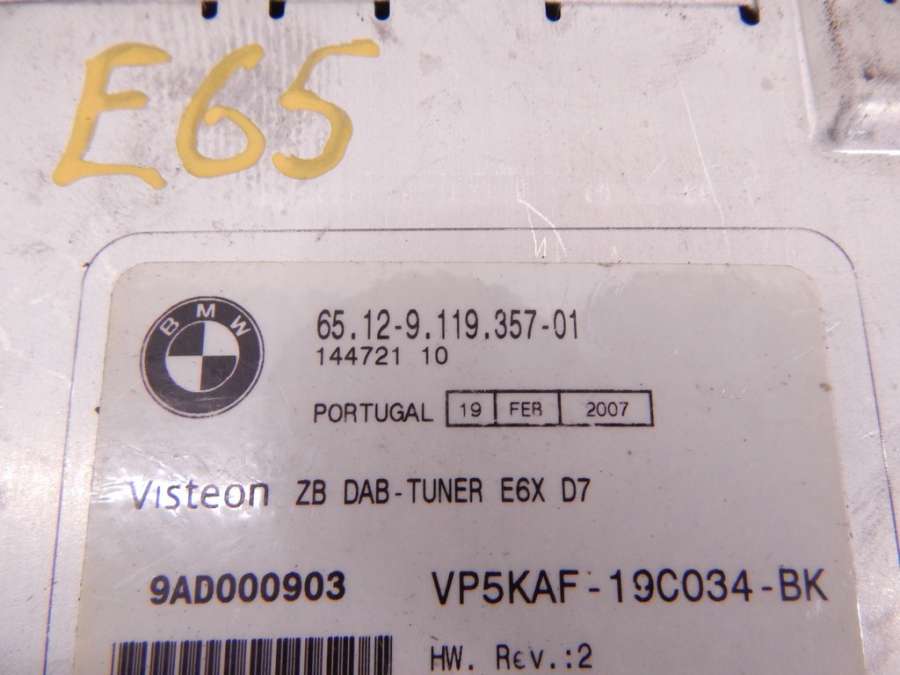 E65
BMW
65.12-9.119.357-01
144721 10
PORTUGAL 19 FEB 2007
Visteon ZB DAB-TUNER E6X D7
9AD000903 VP5KAF-19C034-BK
HW. Rev.:2